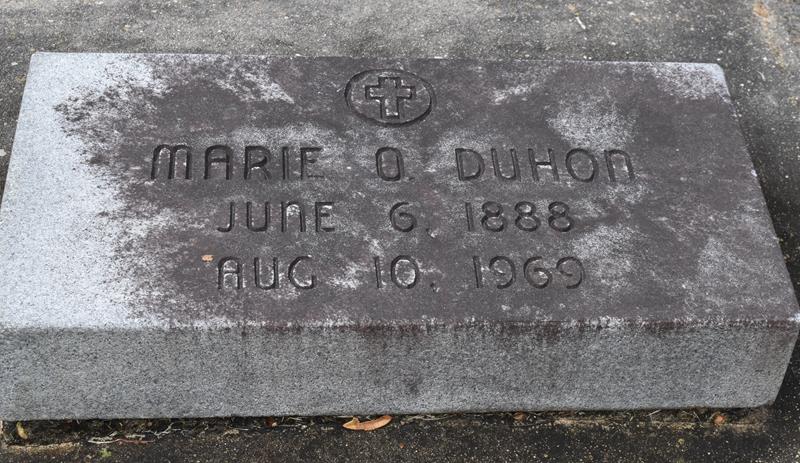 MARIE O. DUHON
JUNE 6, 1888
AUG 10, 1969